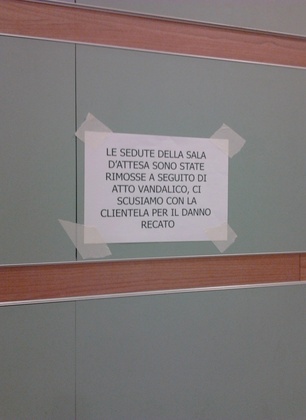 LE SEDUTE DELLA SALA
D'ATTESA SONO STATE
RIMOSSE A SEGUITO DI
ATTO VANDALICO, CI
SCUSIAMO CON LA
CLIENTELA PER IL DANNO
RECATO